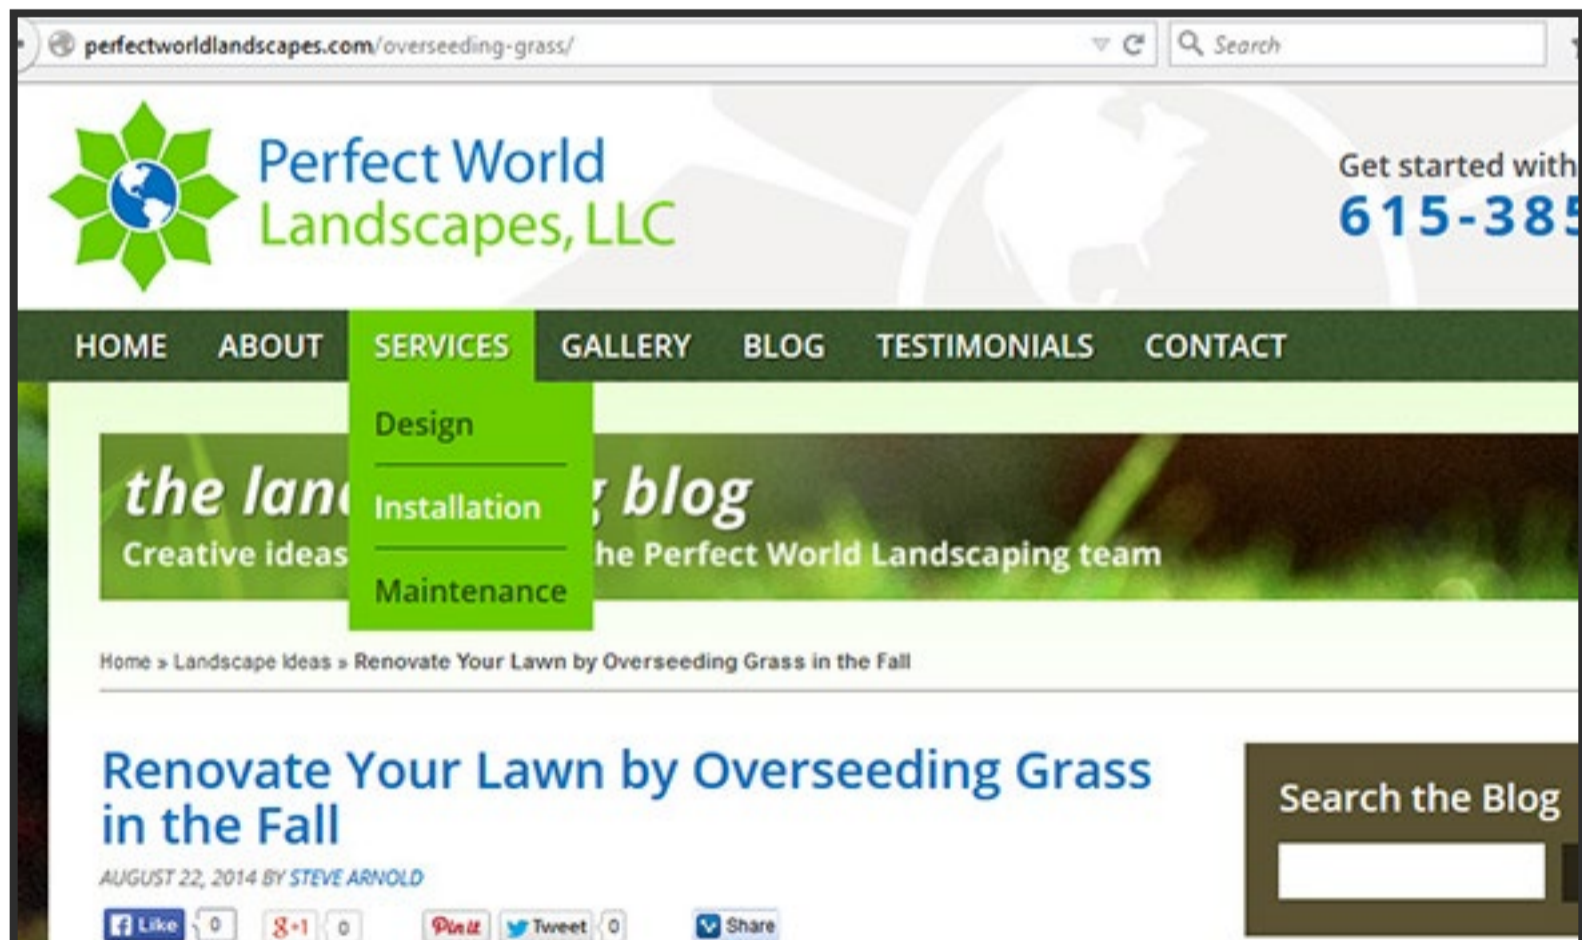 perfectworldlandscapes.com/overseeding-grass/
Search
Perfect World
Landscapes, LLC
Get started with
615-385
HOME ABOUT SERVICES GALLERY BLOG TESTIMONIALS CONTACT
Design
Installation
Maintenance
the land g blog
Creative ideas he Perfect World Landscaping team
Home » Landscape Ideas » Renovate Your Lawn by Overseeding Grass in the Fall
Renovate Your Lawn by Overseeding Grass
in the Fall
AUGUST 22, 2014 BY STEVE ARNOLD
Like 0 g+1 0 Pin it Tweet 0 Share
Search the Blog